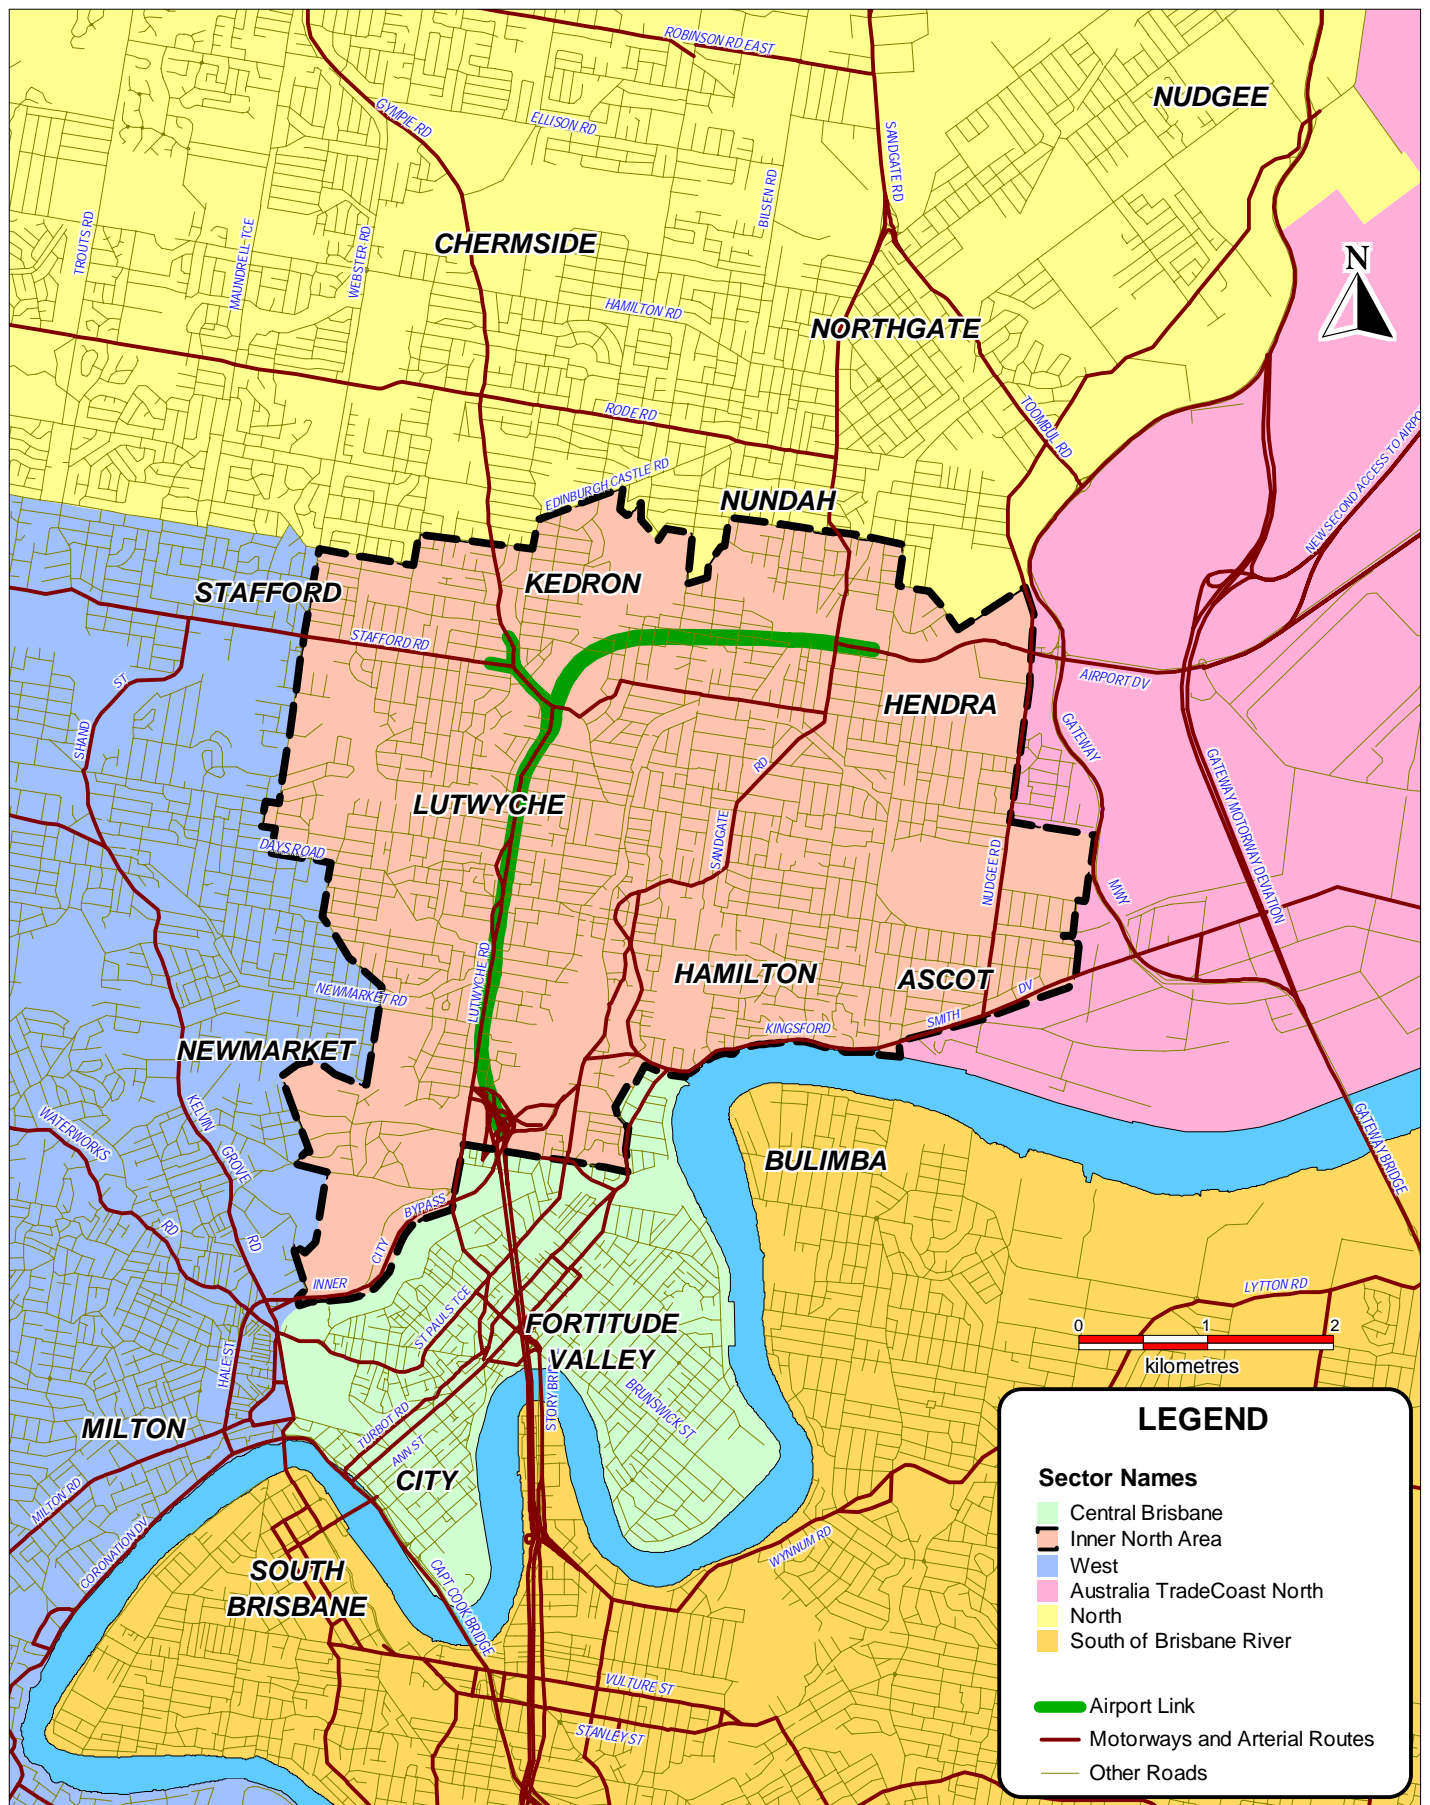 ROBINSON RD EAST
NUDGEE
GYMPIE RD
ELLISON RD
SANDGATE RD
BILSEN RD
TROUTS RD
MAUNDRELL TCE
WEBSTER RD
CHERMSIDE
N
HAMILTON RD
NORTHGATE
RODE RD
TOOMBUL RD
EDINBURGH CASTLE RD
NUNDAH
NEW SECOND ACCESS TO AIRPO
STAFFORD
KEDRON
STAFFORD RD
AIRPORT DV
SHAND ST
HENDRA
GATEWAY MWY
GATEWAY MOTORWAY DEVIATION
LUTWYCHE
SANDGATE RD
DAYS ROAD
NUDGEE RD
LUTWYCHE RD
HAMILTON
ASCOT
NEWMARKET RD
KINGSFORD SMITH DV
NEWMARKET
WATERWORKS RD
KELVIN GROVE RD
GATEWAY BRIDGE
BULIMBA
INNER CITY BYPASS
LYTTON RD
ST PAULS TCE
FORTITUDE
VALLEY
0 1 2
kilometres
HALE ST
STORY BRI
BRUNSWICK ST
MILTON
TURBOT RD
ANN ST
CITY
MILTON RD
CORONATION DV
WYNNUM RD
SOUTH
BRISBANE
CAPT COOK BRIDGE
VULTURE ST
STANLEY ST
LEGEND
Sector Names
Central Brisbane
Inner North Area
West
Australia TradeCoast North
North
South of Brisbane River
Airport Link
Motorways and Arterial Routes
Other Roads